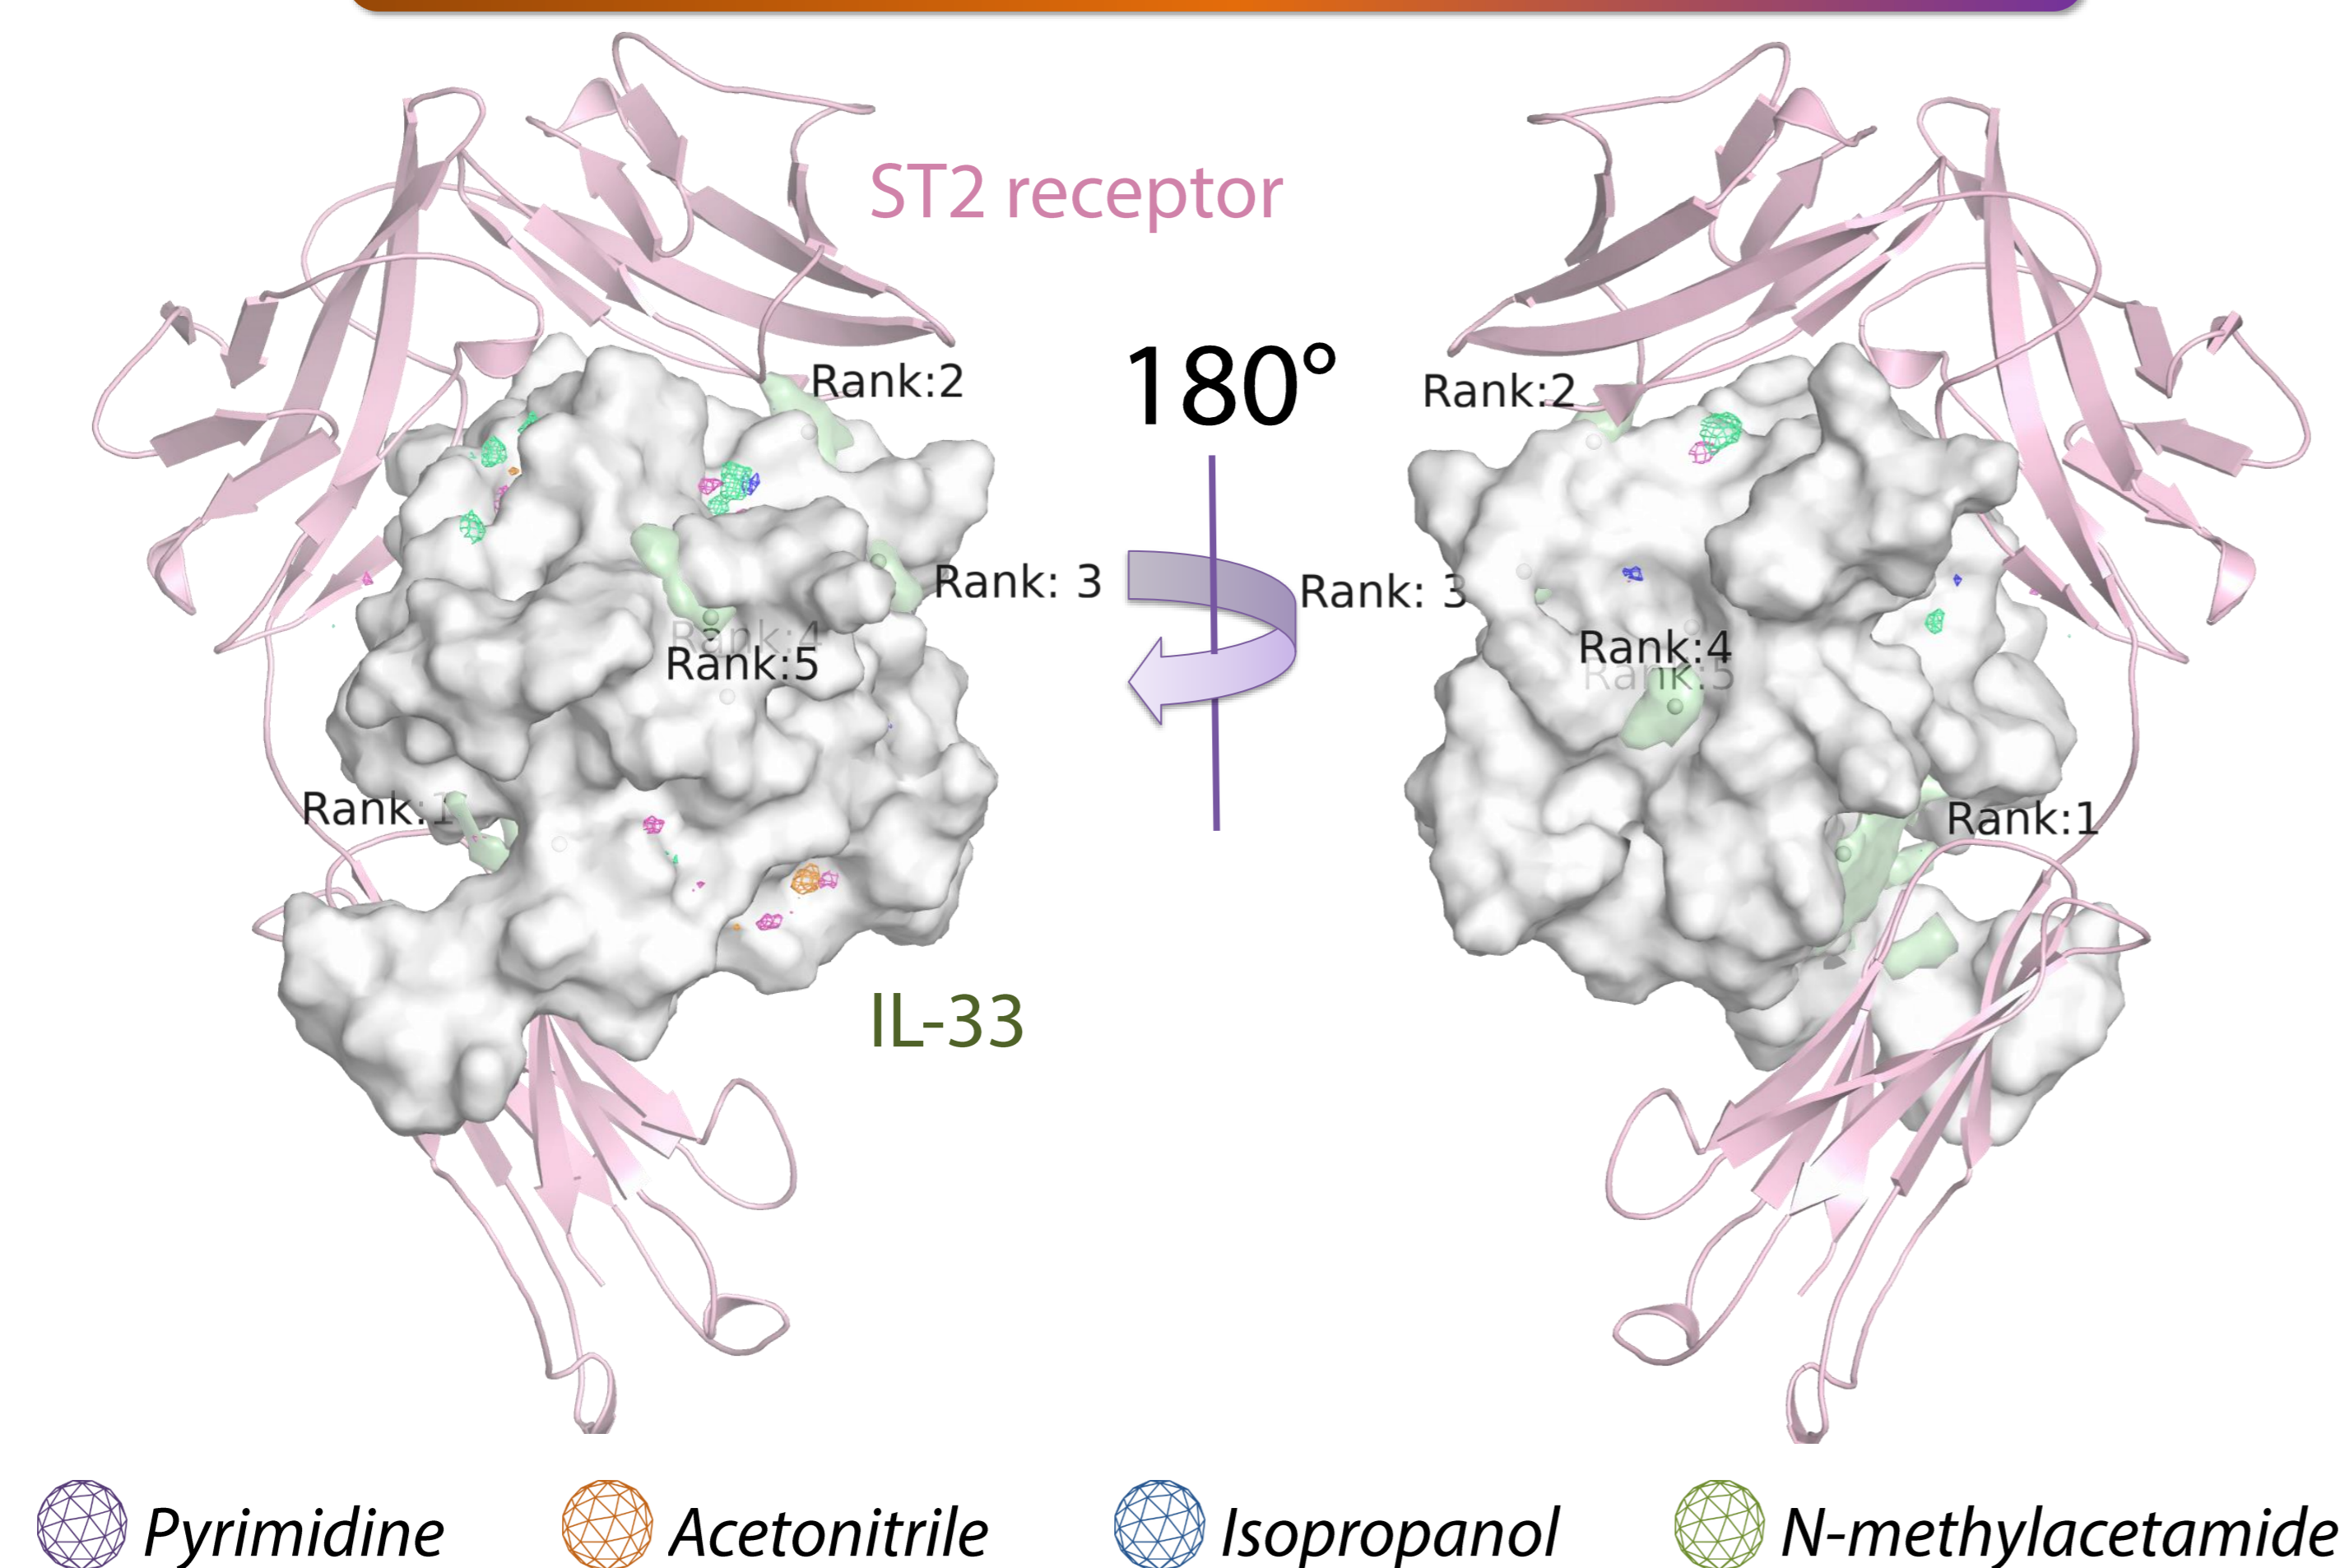 ST2 receptor
Rank:2
180°
Rank:2
Rank: 3
Rank: 3
Rank:4
Rank:5
Rank:4
Rank:5
Rank:1
Rank:1
IL-33
Pyrimidine
Acetonitrile
Isopropanol
N-methylacetamide